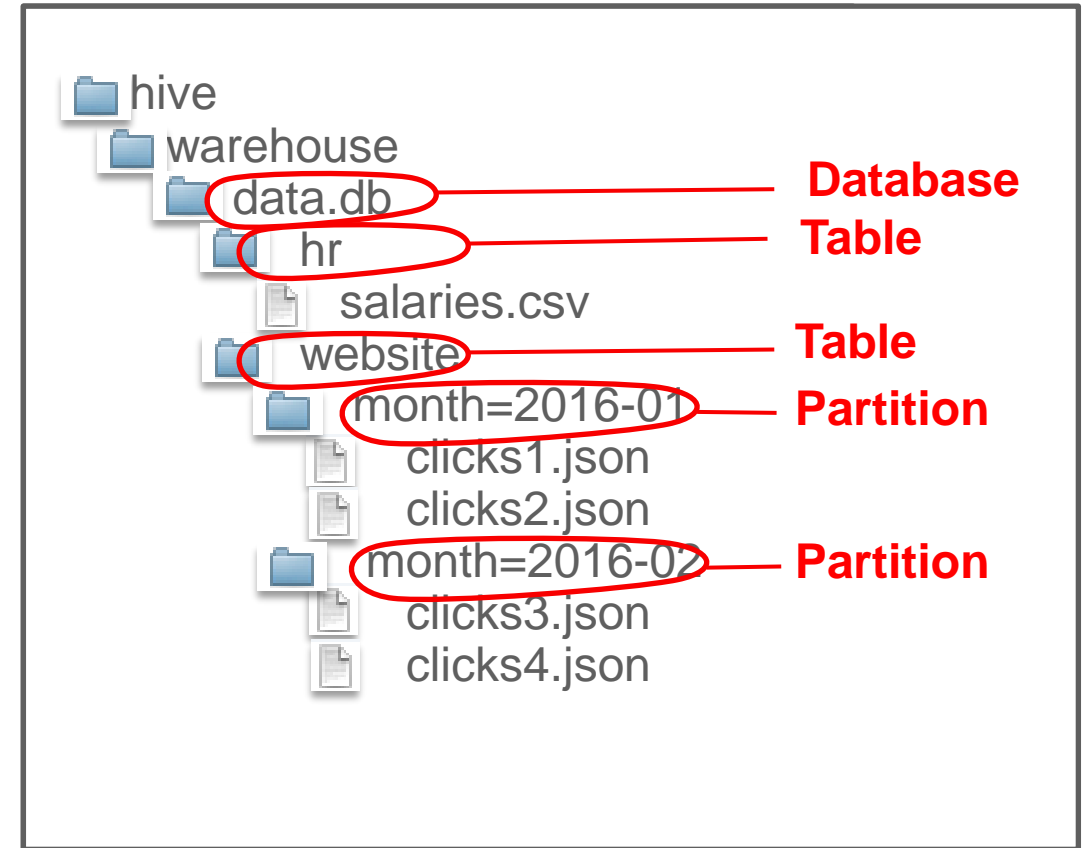 hive
warehouse
data.db Database
hr Table
salaries.csv
website Table
month=2016-01 Partition
clicks1.json
clicks2.json
month=2016-02 Partition
clicks3.json
clicks4.json